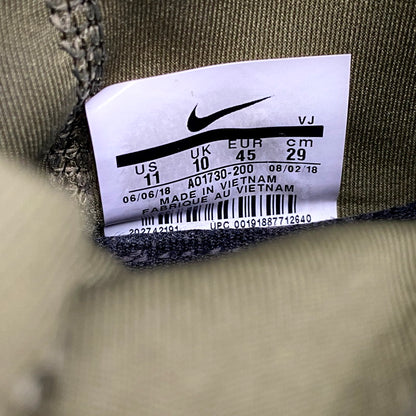 VJ
US UK EUR cm
11 10 45 29
06/06/18 AO1730-200 08/02/18
MADE IN VIETNAM
FABRIQUE AU VIETNAM
202742191 UPC 00191887712640